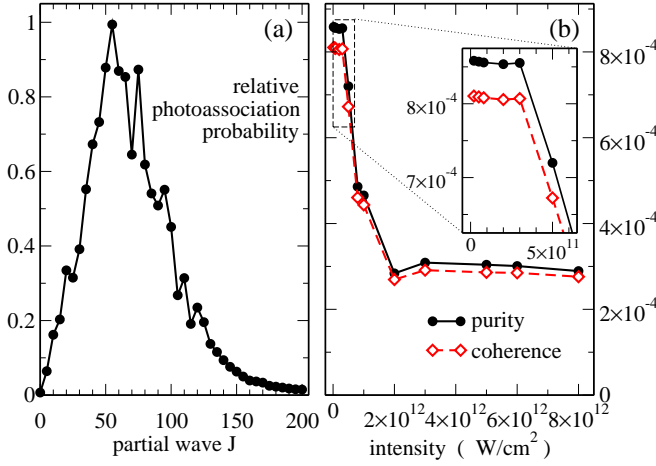 (a)
relative
photoassociation
probability
1
0.8
0.6
0.4
0.2
0
0 50 100 150 200
partial wave J
(b)
8×10⁻⁴
6×10⁻⁴
4×10⁻⁴
2×10⁻⁴
0
8×10⁻⁴
7×10⁻⁴
0 5×10¹¹
purity
coherence
0 2×10¹² 4×10¹² 6×10¹² 8×10¹²
intensity ( W/cm²)